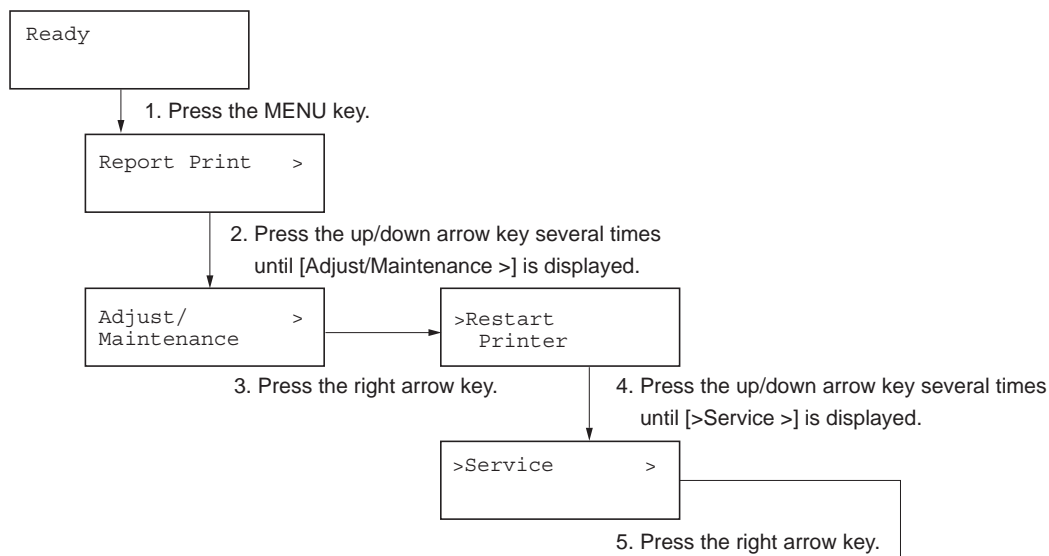 Ready
1. Press the MENU key.
Report Print >
2. Press the up/down arrow key several times
until [Adjust/Maintenance >] is displayed.
Adjust/ >
Maintenance
>Restart
Printer
3. Press the right arrow key.
4. Press the up/down arrow key several times
until [>Service >] is displayed.
>Service >
5. Press the right arrow key.